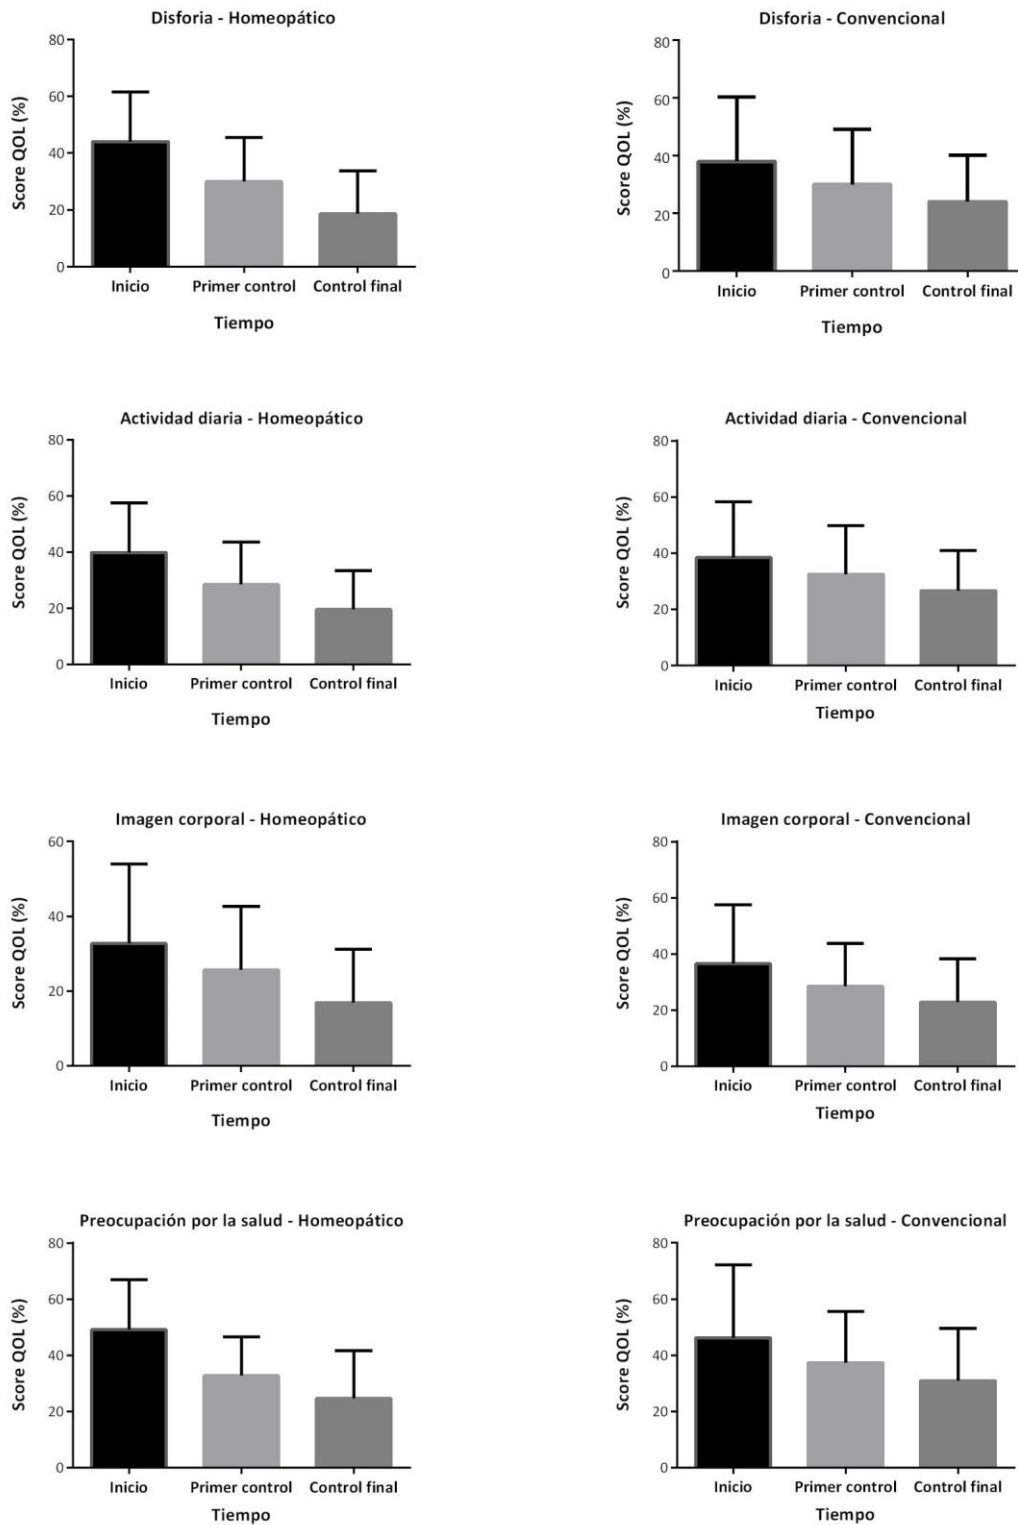 Disforia - Homeopático
Score QOL (%)
80
60
40
20
0
Inicio Primer control Control final
Tiempo
Disforia - Convencional
Score QOL (%)
80
60
40
20
0
Inicio Primer control Control final
Tiempo
Actividad diaria - Homeopático
Score QOL (%)
80
60
40
20
0
Inicio Primer control Control final
Tiempo
Actividad diaria - Convencional
Score QOL (%)
80
60
40
20
0
Inicio Primer control Control final
Tiempo
Imagen corporal - Homeopático
Score QOL (%)
60
40
20
0
Inicio Primer control Control final
Tiempo
Imagen corporal - Convencional
Score QOL (%)
80
60
40
20
0
Inicio Primer control Control final
Tiempo
Preocupación por la salud - Homeopático
Score QOL (%)
80
60
40
20
0
Inicio Primer control Control final
Tiempo
Preocupación por la salud - Convencional
Score QOL (%)
80
60
40
20
0
Inicio Primer control Control final
Tiempo